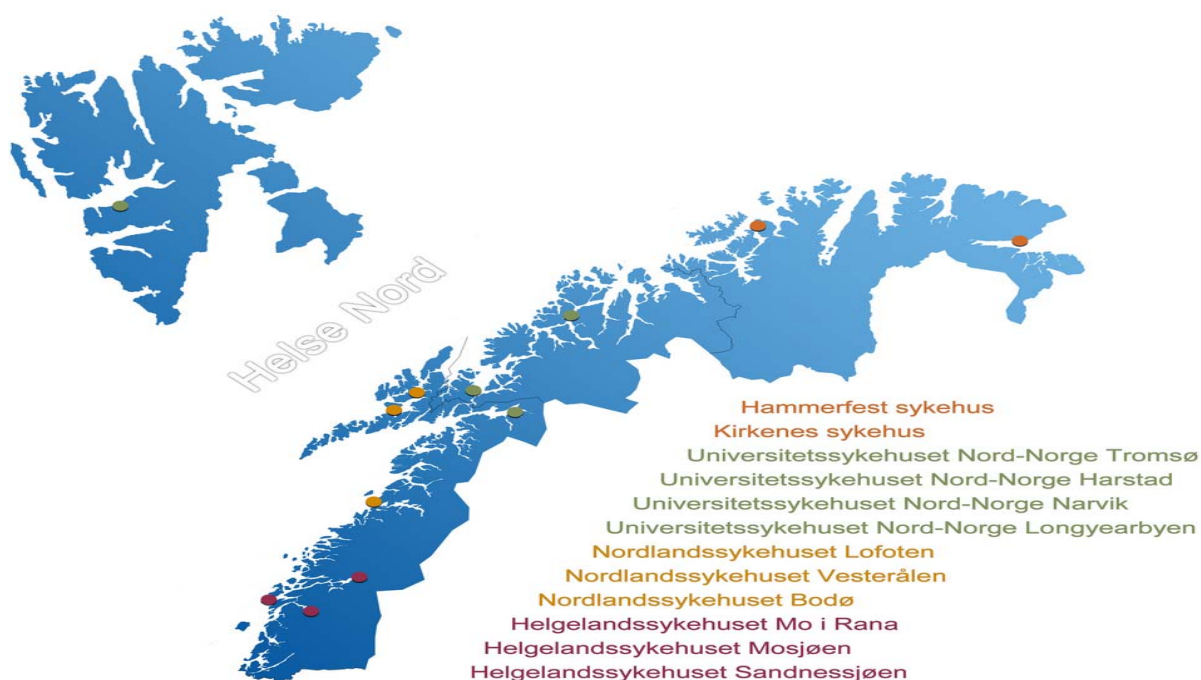 Helse Nord
Hammerfest sykehus
Kirkenes sykehus
Universitetssykehuset Nord-Norge Tromsø
Universitetssykehuset Nord-Norge Harstad
Universitetssykehuset Nord-Norge Narvik
Universitetssykehuset Nord-Norge Longyearbyen
Nordlandssykehuset Lofoten
Nordlandssykehuset Vesterålen
Nordlandssykehuset Bodø
Helgelandssykehuset Mo i Rana
Helgelandssykehuset Mosjøen
Helgelandssykehuset Sandnessjøen